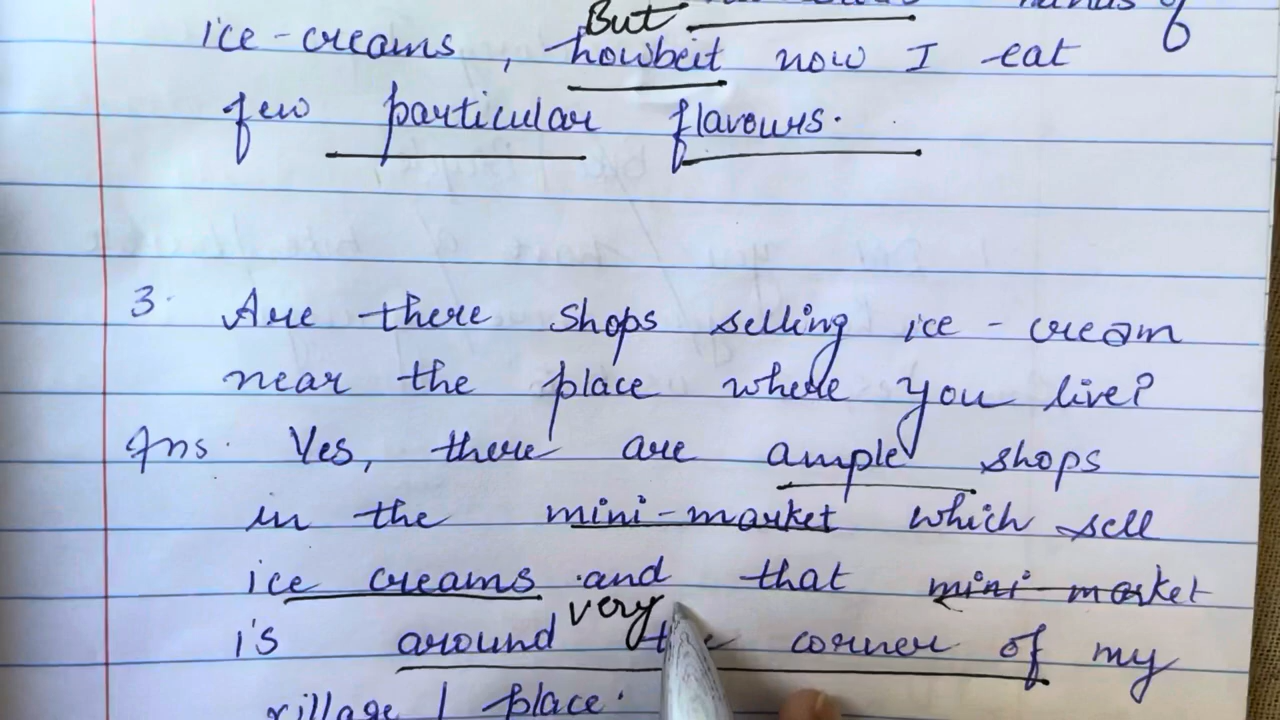 But
ice-creams, howbeit now I eat
few particular flavours.
3. Are there shops selling ice-cream
near the place where you live?
Ans. Yes, there are ample shops
in the mini-market which sell
ice creams and that mini market
very
is around the corner of my
village / place.